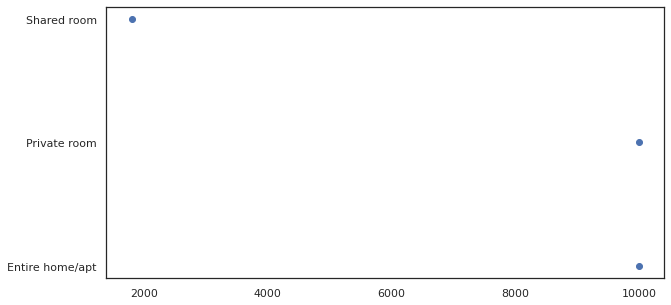 Shared room
Private room
Entire home/apt
2000 4000 6000 8000 10000